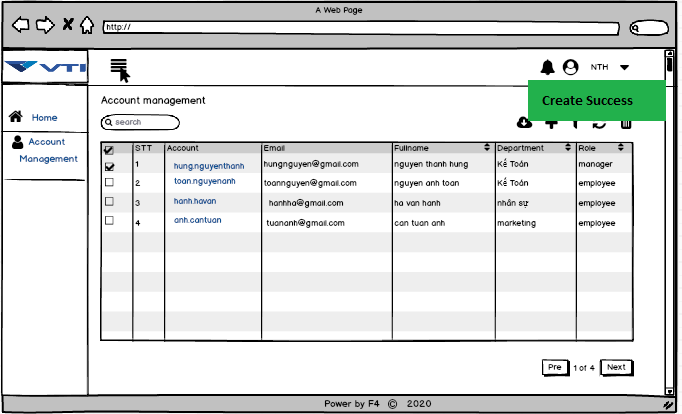 A Web Page
http://
VTI
NTH
Create Success
Home
Account
Management
Account management
search
STT Account Email Fullname Department Role
1 hung.nguyenthanh hungnguyen@gmail.com nguyen thanh hung Kế Toán manager
2 toan.nguyenanh toannguyen@gmail.com nguyen anh toan Kế Toán employee
3 hanh.havan hanhha@gmail.com ha van hanh nhân sự employee
4 anh.cantuan tuananh@gmail.com can tuan anh marketing employee
Pre 1 of 4 Next
Power by F4 © 2020